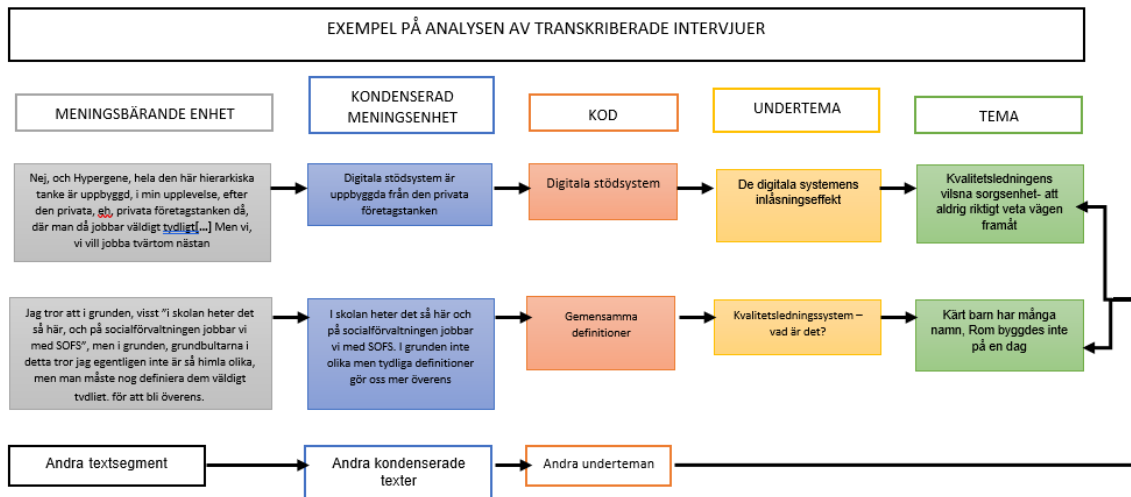 EXEMPEL PÅ ANALYSEN AV TRANSKRIBERADE INTERVJUER
MENINGSBÄRANDE ENHET
KONDENSERAD
MENINGSENHET
KOD
UNDERTEMA
TEMA
Nej, och Hypergene, hela den här hierarkiska
tanke är uppbyggd, i min upplevelse, efter
den privata, eh, privata företagstanken då,
där man då jobbar väldigt tydligt[...] Men vi,
vi vill jobba tvärtom nästan
Digitala stödsystem är
uppbyggda från den privata
företagstanken
Digitala stödsystem
De digitala systemens
inlåsningseffekt
Kvalitetsledningens
vilsna sorgsenhet- att
aldrig riktigt veta vägen
framåt
Jag tror att i grunden, visst ”i skolan heter det
så här, och på socialförvaltningen jobbar vi
med SOFS”, men i grunden, grundbultarna i
detta tror jag egentligen inte är så himla olika,
men man måste nog definiera dem väldigt
tydligt. för att bli överens.
I skolan heter det så här och
på socialförvaltningen jobbar
vi med SOFS. I grunden inte
olika men tydliga definitioner
gör oss mer överens
Gemensamma
definitioner
Kvalitetsledningssystem –
vad är det?
Kärt barn har många
namn, Rom byggdes inte
på en dag
Andra textsegment
Andra kondenserade
texter
Andra underteman